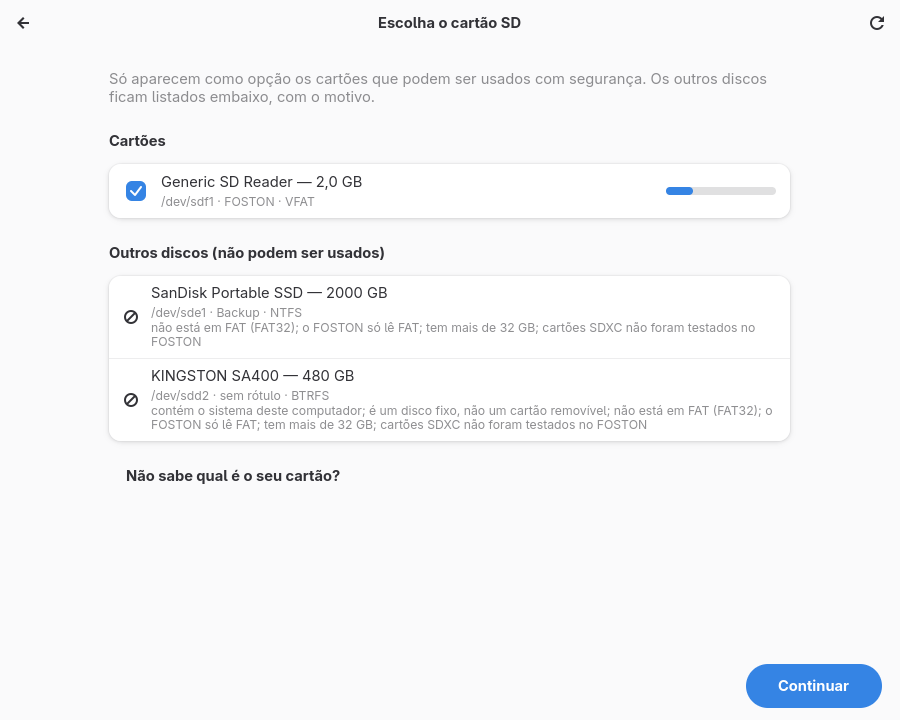 Escolha o cartão SD
Só aparecem como opção os cartões que podem ser usados com segurança. Os outros discos
ficam listados embaixo, com o motivo.
Cartões
Generic SD Reader — 2,0 GB
/dev/sdf1 · FOSTON · VFAT
Outros discos (não podem ser usados)
SanDisk Portable SSD — 2000 GB
/dev/sde1 · Backup · NTFS
não está em FAT (FAT32); o FOSTON só lê FAT; tem mais de 32 GB; cartões SDXC não foram testados no
FOSTON
KINGSTON SA400 — 480 GB
/dev/sdd2 · sem rótulo · BTRFS
contém o sistema deste computador; é um disco fixo, não um cartão removível; não está em FAT (FAT32); o
FOSTON só lê FAT; tem mais de 32 GB; cartões SDXC não foram testados no FOSTON
Não sabe qual é o seu cartão?
Continuar